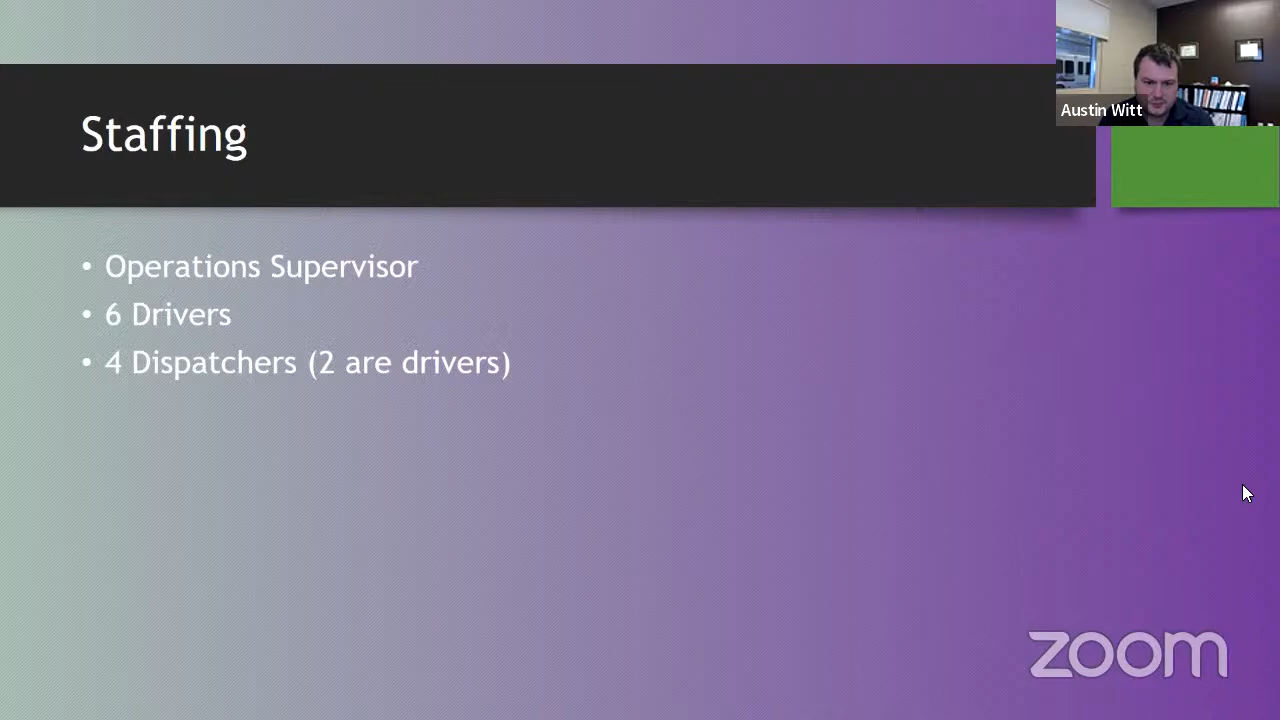 Austin Witt
Staffing
• Operations Supervisor
• 6 Drivers
• 4 Dispatchers (2 are drivers)
zoom